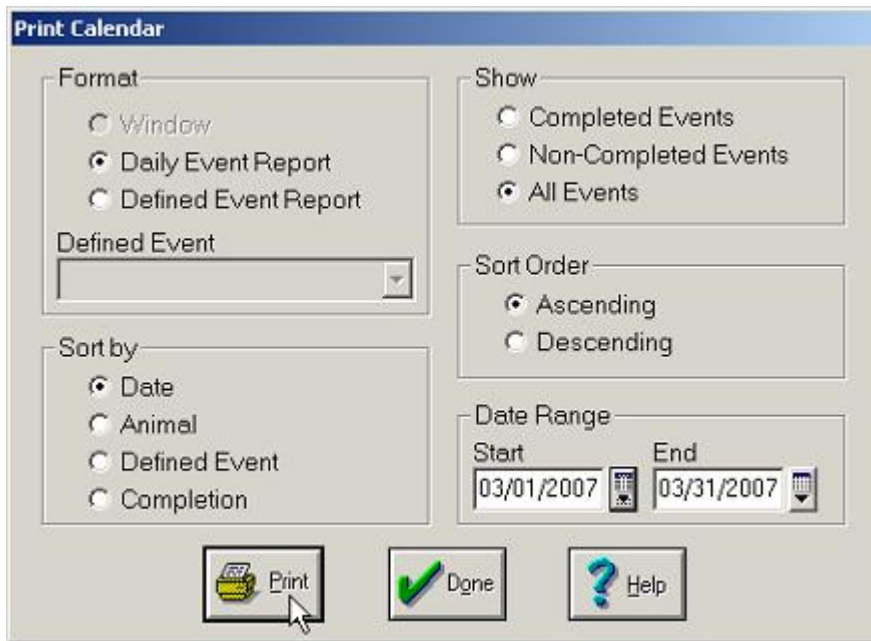 Print Calendar
Format
Window
Daily Event Report
Defined Event Report
Defined Event
Sort by
Date
Animal
Defined Event
Completion
Show
Completed Events
Non-Completed Events
All Events
Sort Order
Ascending
Descending
Date Range
Start End
03/01/2007 03/31/2007
Print Done Help